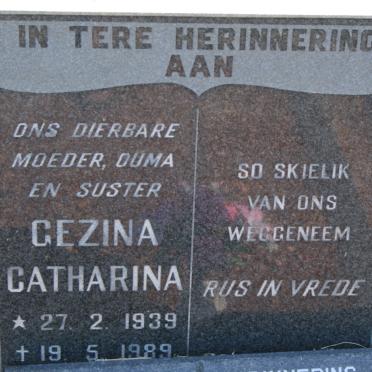 IN TERE HERINNERING
AAN
ONS DIERBARE
MOEDER, OUMA
EN SUSTER
GEZINA
CATHARINA
★ 27. 2. 1939
✝ 19. 5. 1989
SO SKIELIK
VAN ONS
WEGGENEEM
RUS IN VREDE